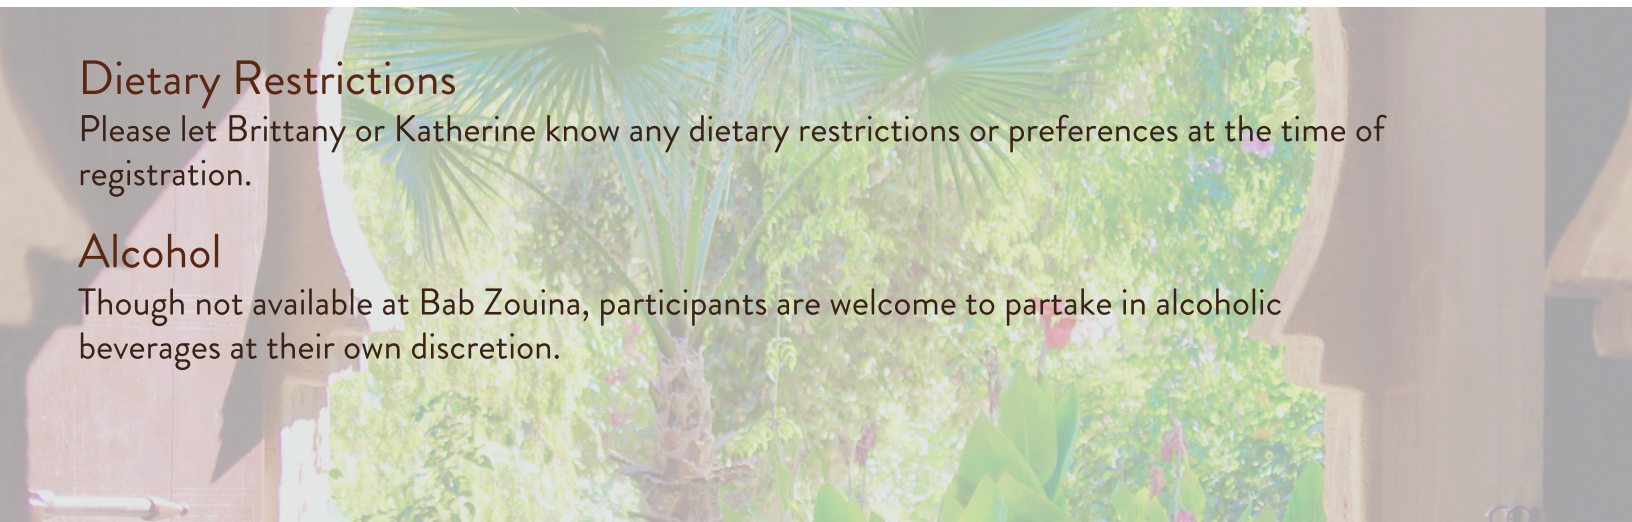 Dietary Restrictions
Please let Brittany or Katherine know any dietary restrictions or preferences at the time of
registration.
Alcohol
Though not available at Bab Zouina, participants are welcome to partake in alcoholic
beverages at their own discretion.